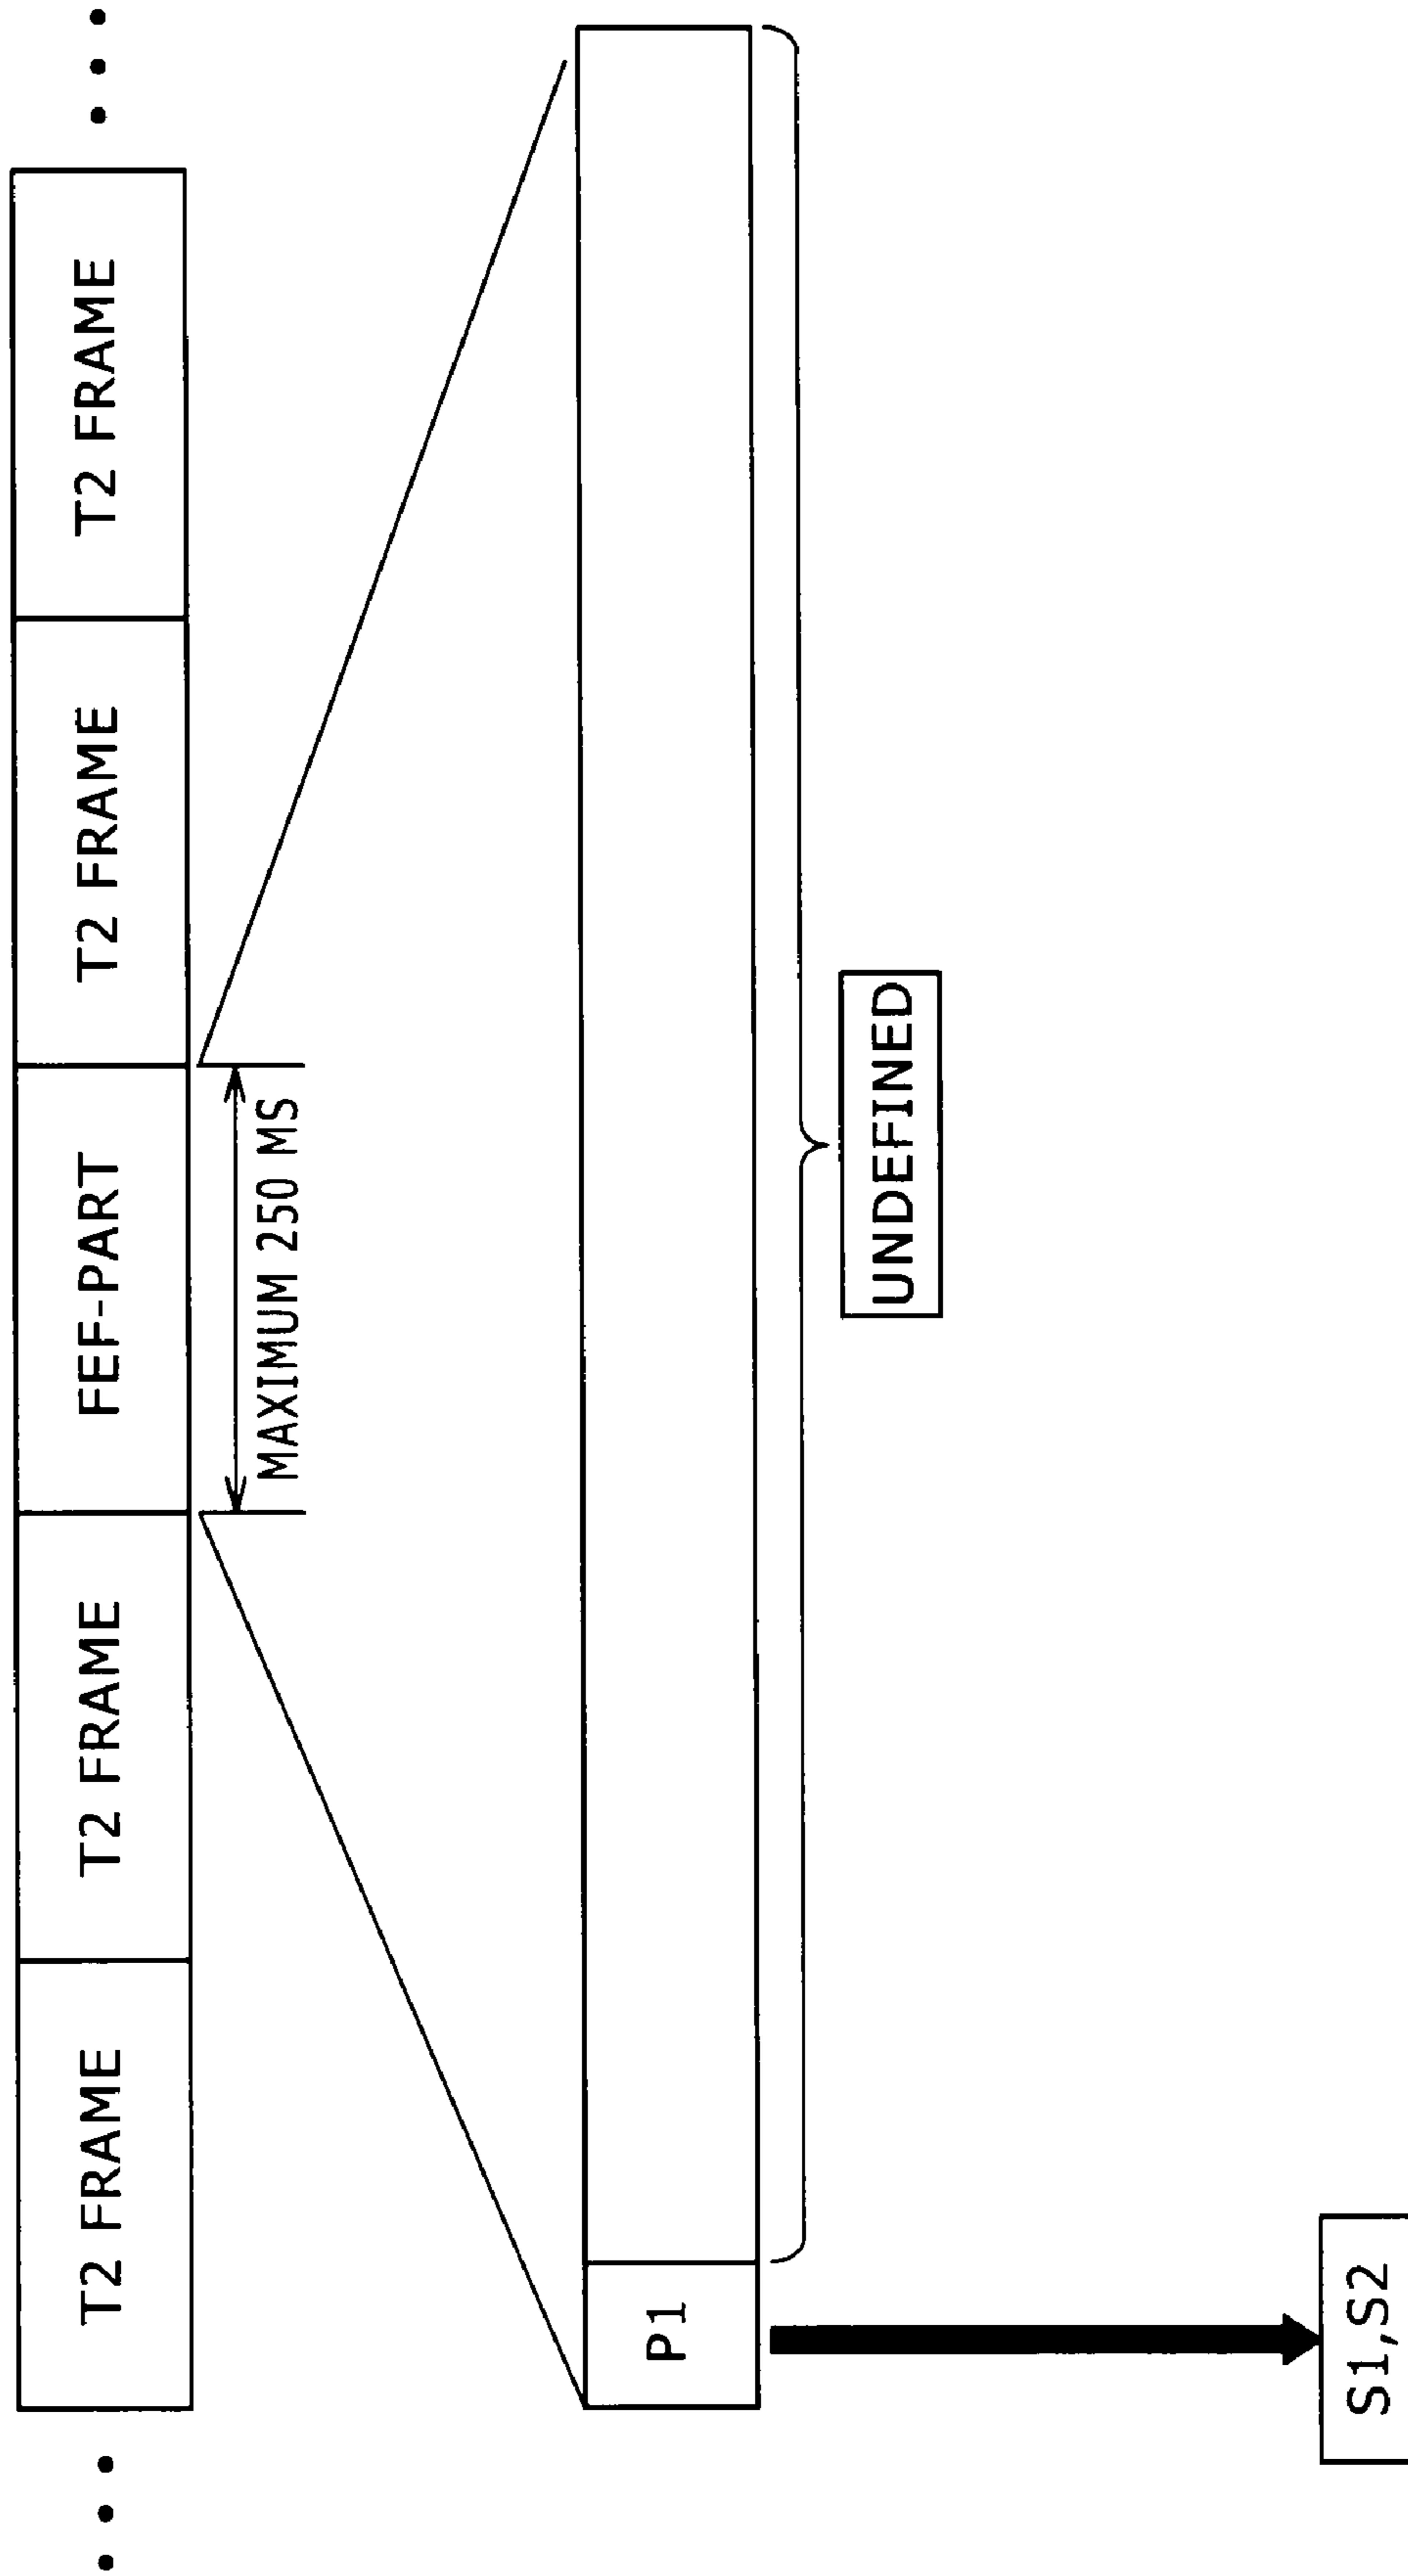 T2 FRAME
T2 FRAME
FEF-PART
T2 FRAME
T2 FRAME
MAXIMUM 250 MS
P1
UNDEFINED
S1,S2